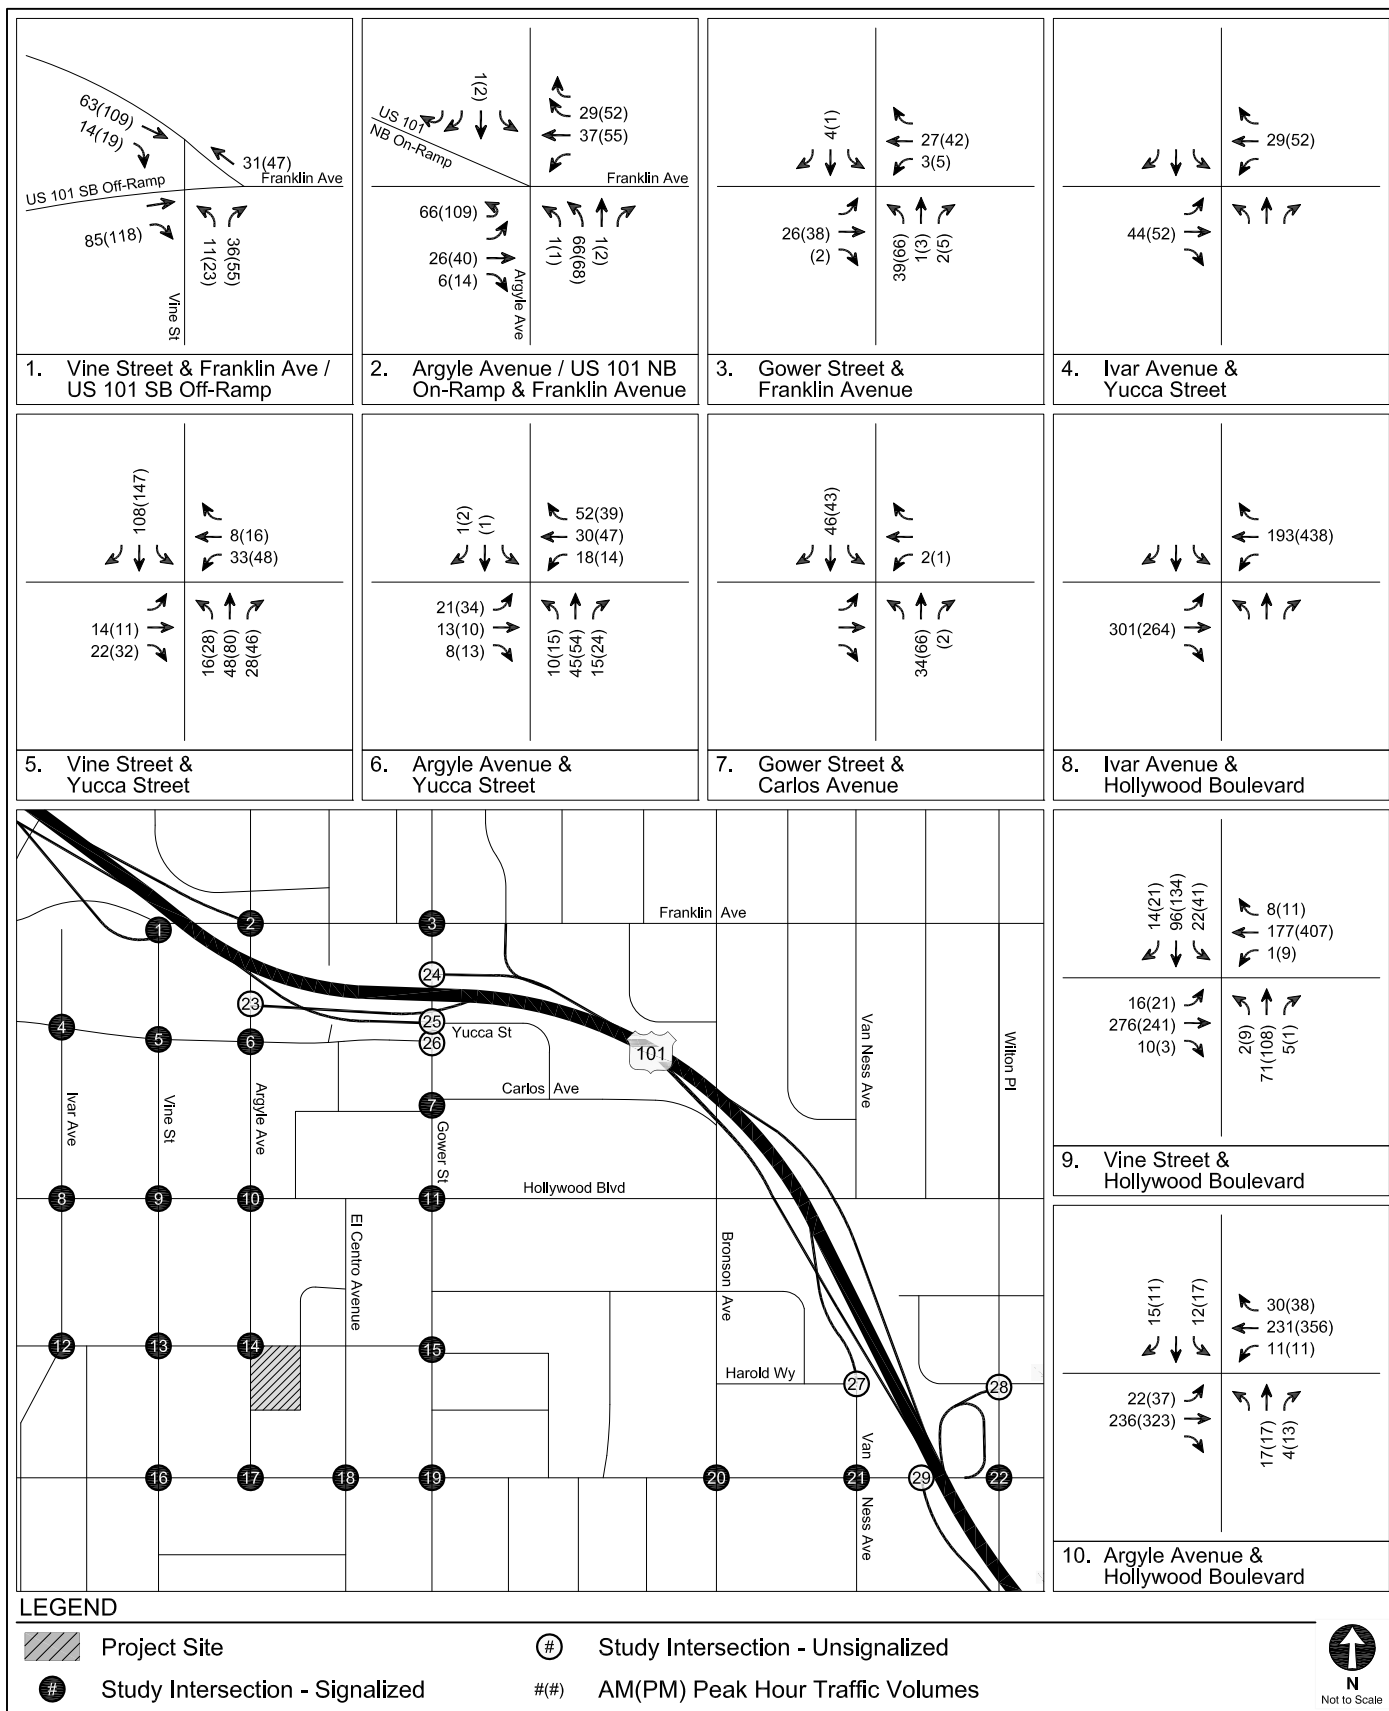 63(109)
14(19)
31(47)
US 101 SB Off-Ramp
Franklin Ave
85(118)
11(23)
36(55)
Vine St
1. Vine Street & Franklin Ave /
US 101 SB Off-Ramp
1(2)
US 101
NB On-Ramp
29(52)
37(55)
Franklin Ave
66(109)
26(40)
6(14)
1(1)
66(68)
1(2)
Argyle Ave
2. Argyle Avenue / US 101 NB
On-Ramp & Franklin Avenue
4(1)
27(42)
3(5)
26(38)
(2)
39(66)
1(3)
2(5)
3. Gower Street &
Franklin Avenue
29(52)
44(52)
4. Ivar Avenue &
Yucca Street
108(147)
8(16)
33(48)
14(11)
22(32)
16(28)
48(80)
28(46)
5. Vine Street &
Yucca Street
1(2)
(1)
52(39)
30(47)
18(14)
21(34)
13(10)
8(13)
10(15)
45(54)
15(24)
6. Argyle Avenue &
Yucca Street
46(43)
2(1)
34(66)
(2)
7. Gower Street &
Carlos Avenue
193(438)
301(264)
8. Ivar Avenue &
Hollywood Boulevard
14(21)
96(134)
22(41)
8(11)
177(407)
1(9)
16(21)
276(241)
10(3)
2(9)
71(108)
5(1)
9. Vine Street &
Hollywood Boulevard
15(11)
12(17)
30(38)
231(356)
11(11)
22(37)
236(323)
17(17)
4(13)
10. Argyle Avenue &
Hollywood Boulevard
Franklin Ave
1
2
3
24
23
25
26
4
5
6
Yucca St
101
Van Ness Ave
Wilton Pl
Carlos Ave
7
Ivar Ave
Vine St
Argyle Ave
Gower St
8
9
10
11
Hollywood Blvd
El Centro Avenue
Bronson Ave
12
13
14
15
Harold Wy
27
28
16
17
18
19
20
21
29
22
Van Ness Ave
LEGEND
Project Site
# Study Intersection - Unsignalized
# Study Intersection - Signalized
#(#) AM(PM) Peak Hour Traffic Volumes
N
Not to Scale